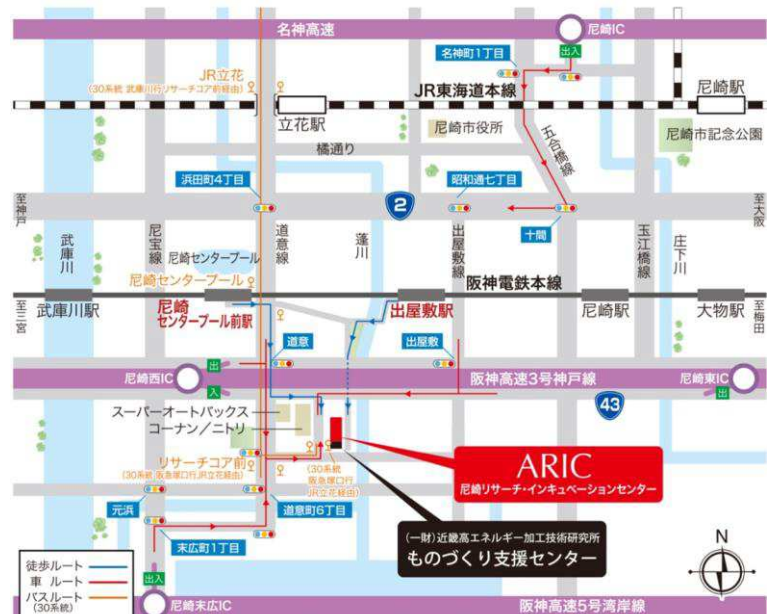 名神高速
尼崎IC
出入
名神町1丁目
JR立花
(30系統 武庫川行リサーチコア前経由)
JR東海道本線
尼崎駅
立花駅
尼崎市役所
尼崎市記念公園
五合橋線
橘通り
浜田町4丁目
昭和通七丁目
2
十間
至神戸
至大阪
武庫川
尼宝線
道意線
蓬川
出屋敷線
玉江橋線
庄下川
尼崎センタープール
尼崎センタープール
阪神電鉄本線
至三宮
武庫川駅
尼崎
センタープール前駅
出屋敷駅
尼崎駅
大物駅
至梅田
道意
出屋敷
出
尼崎西IC
阪神高速3号神戸線
尼崎東IC
入
出
43
スーパーオートバックス
コーナン/ニトリ
リサーチコア前
(30系統 阪急塚口行JR立花経由)
(30系統
阪急塚口行
JR立花経由)
ARIC
尼崎リサーチ・インキュベーションセンター
元浜
道意町6丁目
末広町1丁目
(一財)近畿高エネルギー加工技術研究所
ものづくり支援センター
N
徒歩ルート
車 ルート
バスルート
(30系統)
出入
尼崎末広IC
阪神高速5号湾岸線